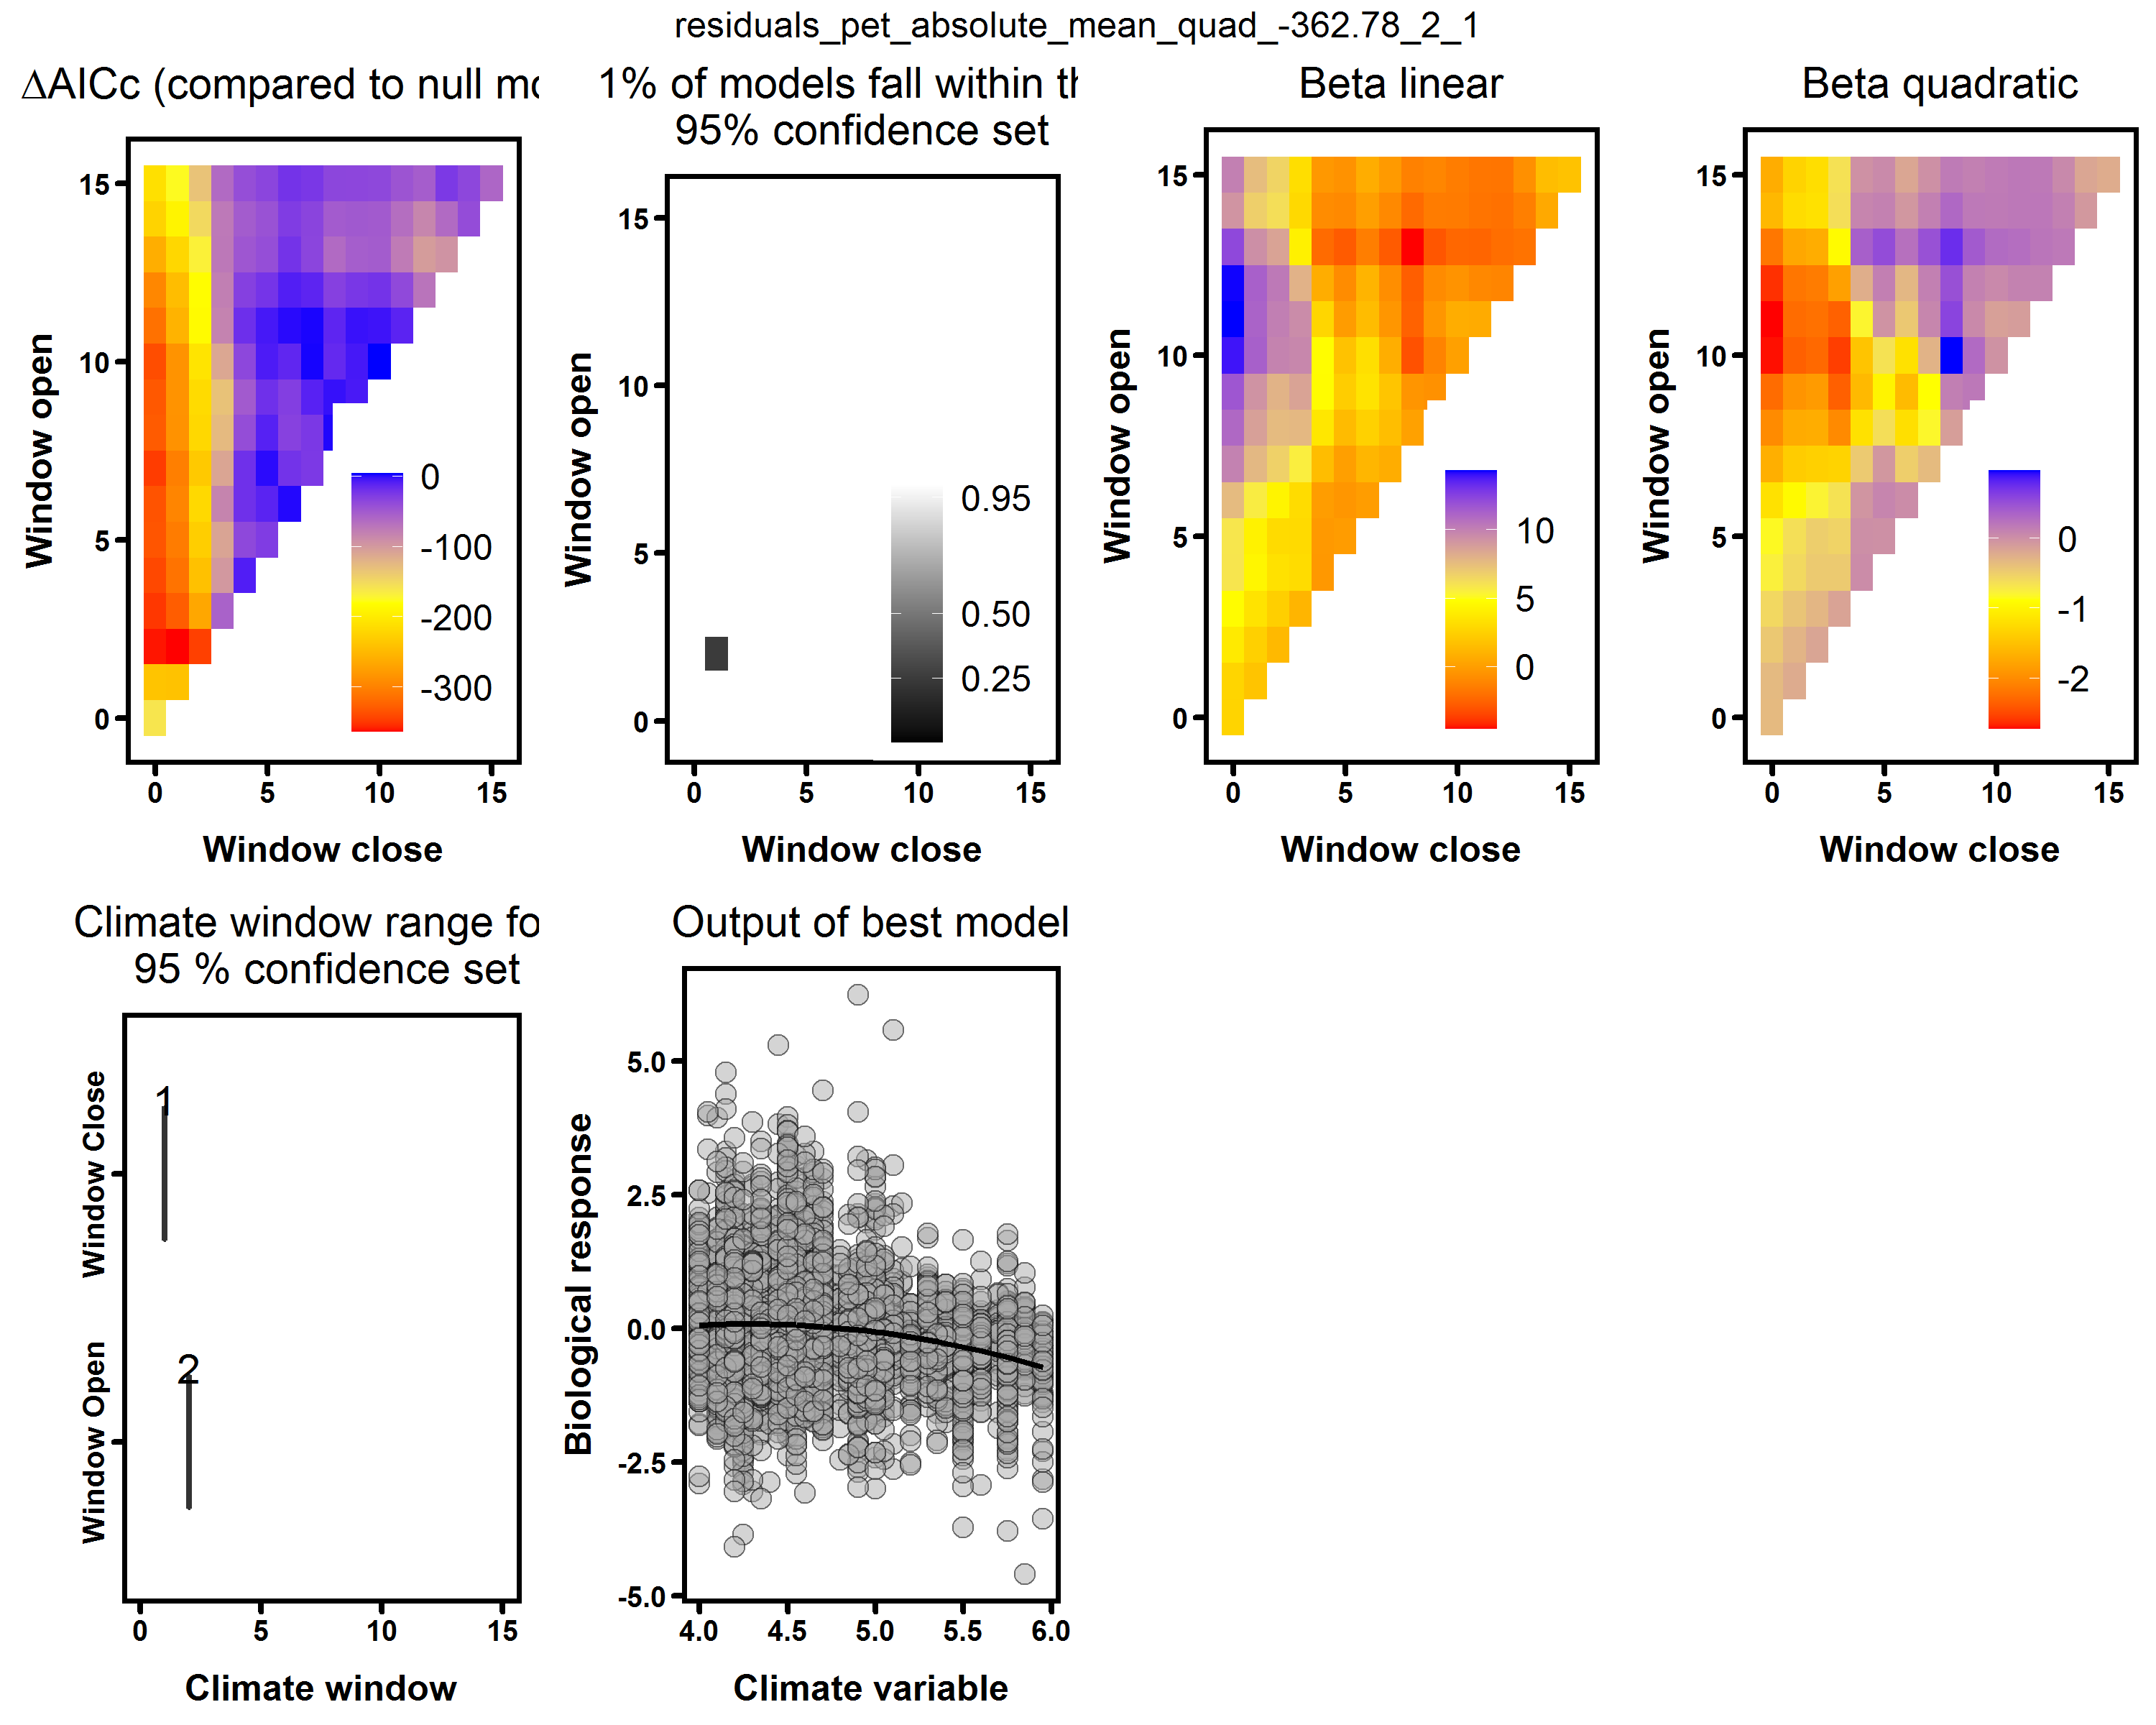 residuals_pet_absolute_mean_quad_-362.78_2_1
ΔAICc (compared to null mo
1% of models fall within th
95% confidence set
Beta linear
Beta quadratic
Window open
15
10
5
0
0
-100
-200
-300
0
5
10
15
Window close
Window open
15
10
5
0
0.95
0.50
0.25
0
5
10
15
Window close
Window open
15
10
5
0
10
5
0
0
5
10
15
Window close
Window open
15
10
5
0
0
-1
-2
0
5
10
15
Window close
Climate window range fo
95 % confidence set
Window Close
Window Open
1
2
0
5
10
15
Climate window
Output of best model
Biological response
5.0
2.5
0.0
-2.5
-5.0
4.0
4.5
5.0
5.5
6.0
Climate variable